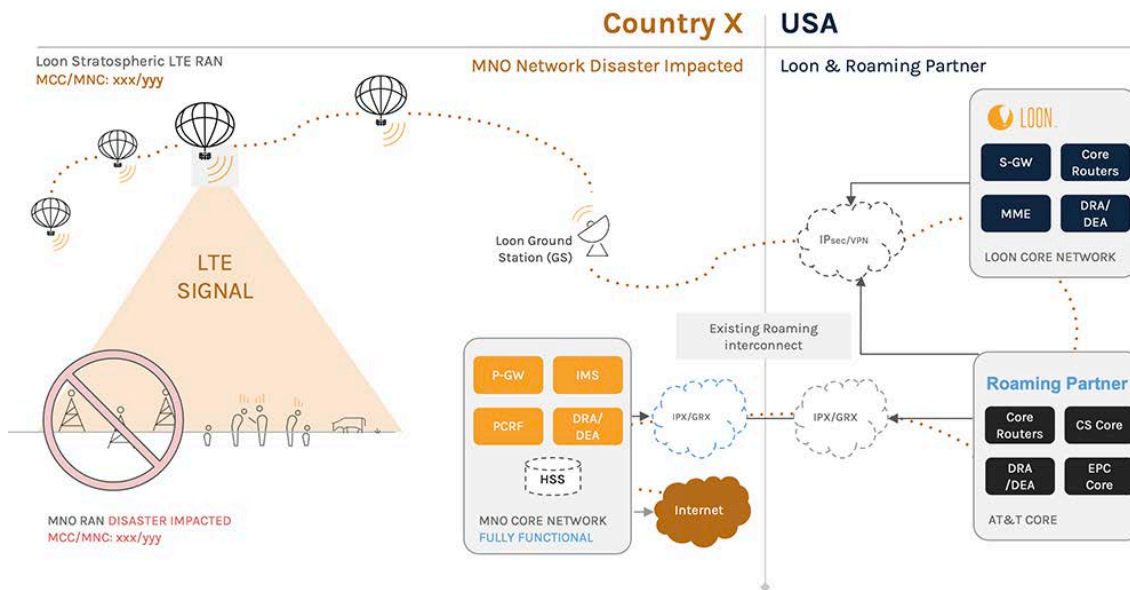 Country X
USA
Loon Stratospheric LTE RAN
MCC/MNC: xxx/yyy
MNO Network Disaster Impacted
Loon & Roaming Partner
LOON
S-GW
Core
Routers
MME
DRA/
DEA
LOON CORE NETWORK
IPsec/VPN
Loon Ground
Station (GS)
LTE
SIGNAL
Existing Roaming
interconnect
P-GW
IMS
PCRF
DRA/
DEA
HSS
MNO CORE NETWORK
FULLY FUNCTIONAL
IPX/GRX
IPX/GRX
Internet
Roaming Partner
Core
Routers
CS Core
DRA
/DEA
EPC
Core
AT&T CORE
MNO RAN DISASTER IMPACTED
MCC/MNC: xxx/yyy